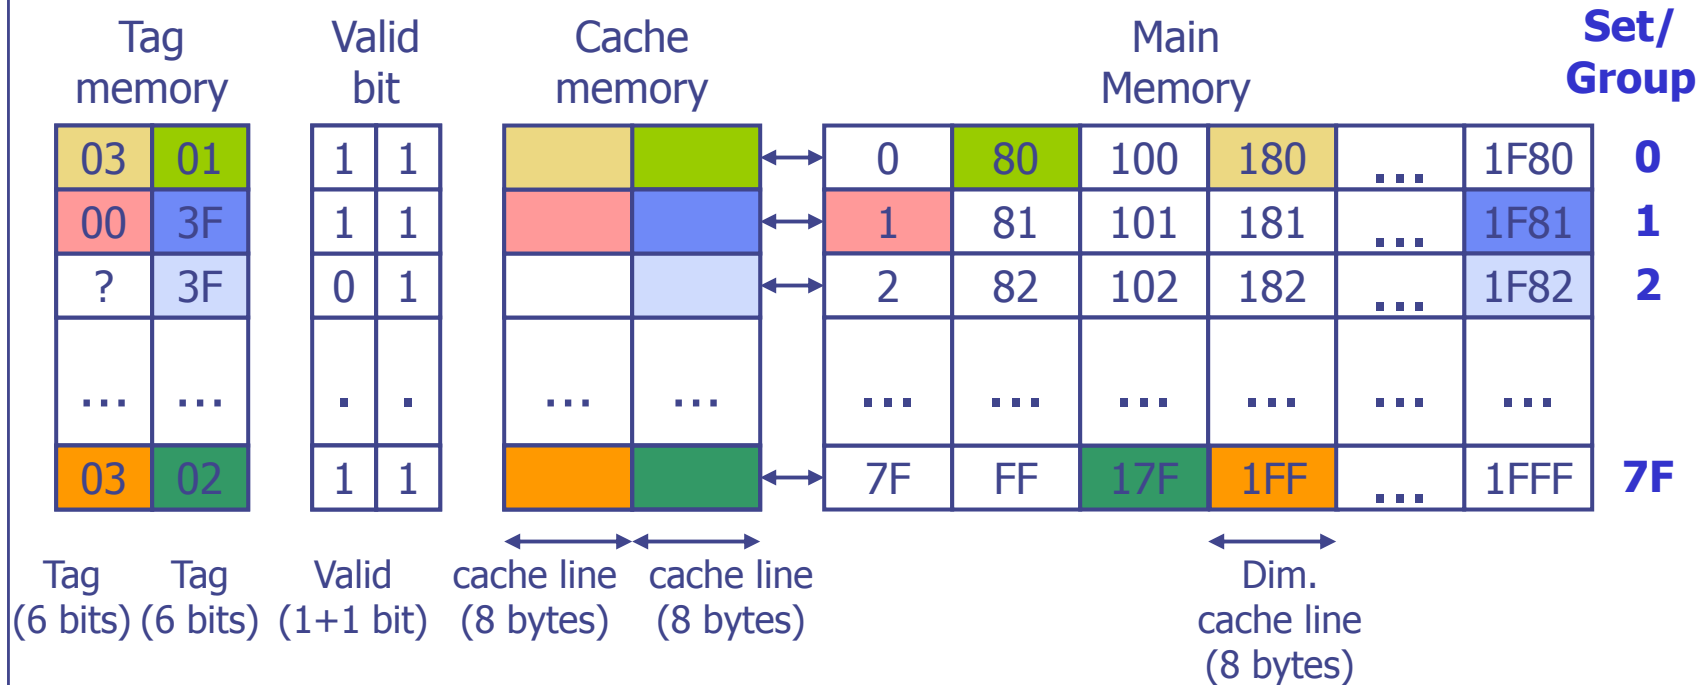 Tag memory
Valid bit
Cache memory
Main Memory
Set/ Group
03 01 1 1 0 80 100 180 ... 1F80 0
00 3F 1 1 1 81 101 181 ... 1F81 1
? 3F 0 1 2 82 102 182 ... 1F82 2
... ... . . ... ... ... ... ... ... ... ...
03 02 1 1 7F FF 17F 1FF ... 1FFF 7F
Tag (6 bits)
Tag (6 bits)
Valid (1+1 bit)
cache line (8 bytes)
cache line (8 bytes)
Dim. cache line (8 bytes)